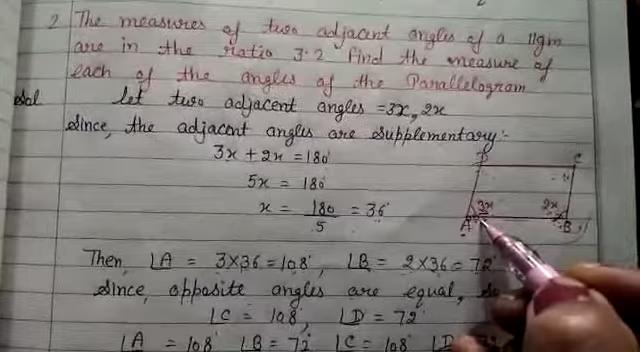 2 The measures of two adjacent angles of a ||gm
are in the ratio 3:2 find the measure of
each of the angles of the Parallelogram
Sol Let two adjacent angles = 3x, 2x
Since, the adjacent angles are supplementary:-
3x + 2x = 180°
5x = 180°
x = 180/5 = 36°
D C
3x 2x
A B
Then, ∠A = 3×36 = 108°, ∠B = 2×36 = 72°
Since, opposite angles are equal, So
∠C = 108°, ∠D = 72°
∠A = 108° ∠B = 72° ∠C = 108° ∠D